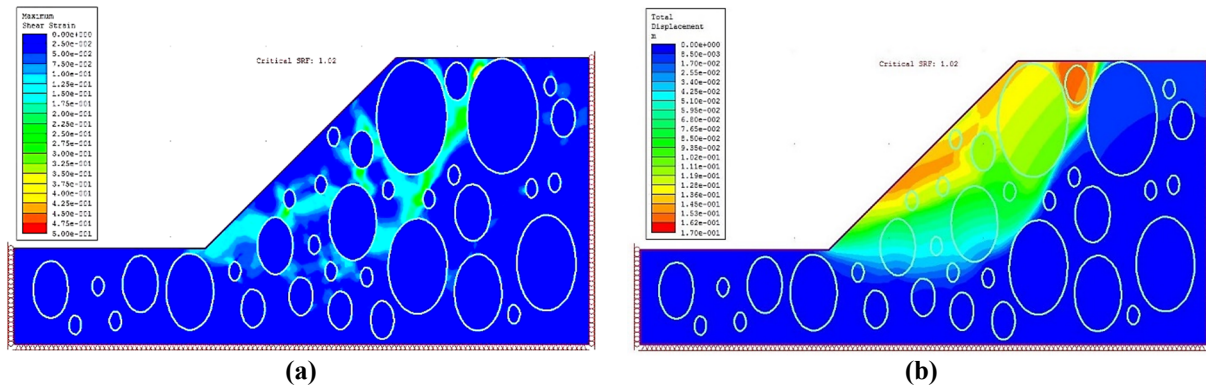 Maximum
Shear Strain
0.00e+000
2.50e-002
5.00e-002
7.50e-002
1.00e-001
1.25e-001
1.50e-001
1.75e-001
2.00e-001
2.25e-001
2.50e-001
2.75e-001
3.00e-001
3.25e-001
3.50e-001
3.75e-001
4.00e-001
4.25e-001
4.50e-001
4.75e-001
5.00e-001
Critical SRF: 1.02
(a)
Total
Displacement
m
0.00e+000
8.50e-003
1.70e-002
2.55e-002
3.40e-002
4.25e-002
5.10e-002
5.95e-002
6.80e-002
7.65e-002
8.50e-002
9.35e-002
1.02e-001
1.11e-001
1.19e-001
1.28e-001
1.36e-001
1.45e-001
1.53e-001
1.62e-001
1.70e-001
Critical SRF: 1.02
(b)